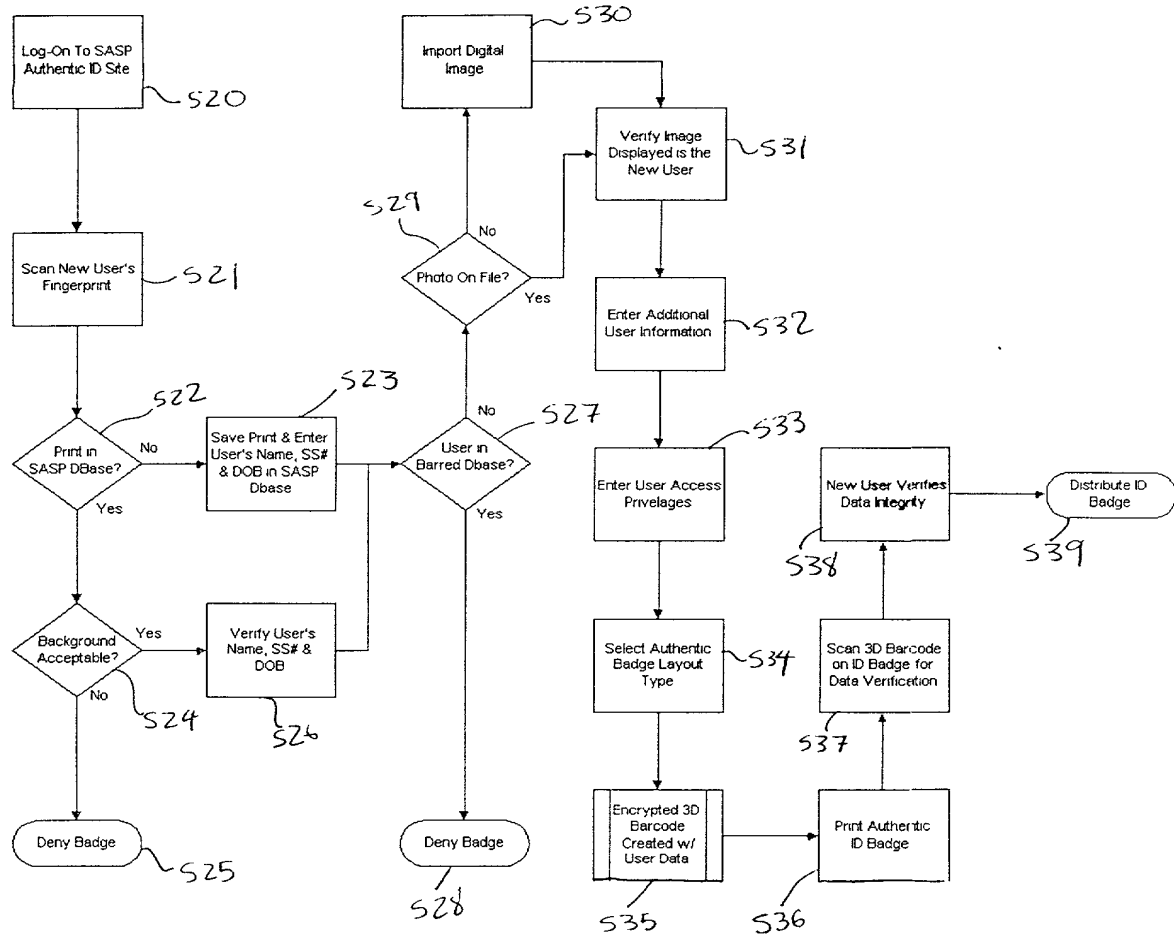 Log-On To SASP
Authentic ID Site
S20
Scan New User's
Fingerprint
S21
Print in
SASP DBase?
S22
No
Yes
Save Print & Enter
User's Name, SS#
& DOB in SASP
Dbase
S23
Background
Acceptable?
S24
Yes
No
Verify User's
Name, SS# &
DOB
S26
Deny Badge
S25
User in
Barred Dbase?
S27
No
Yes
Deny Badge
S28
Photo On File?
S29
No
Yes
Import Digital
Image
S30
Verify Image
Displayed is the
New User
S31
Enter Additional
User Information
S32
Enter User Access
Privelages
S33
Select Authentic
Badge Layout
Type
S34
Encrypted 3D
Barcode
Created w/
User Data
S35
Print Authentic
ID Badge
S36
Scan 3D Barcode
on ID Badge for
Data Verification
S37
New User Verifies
Data Integrity
S38
Distribute ID
Badge
S39